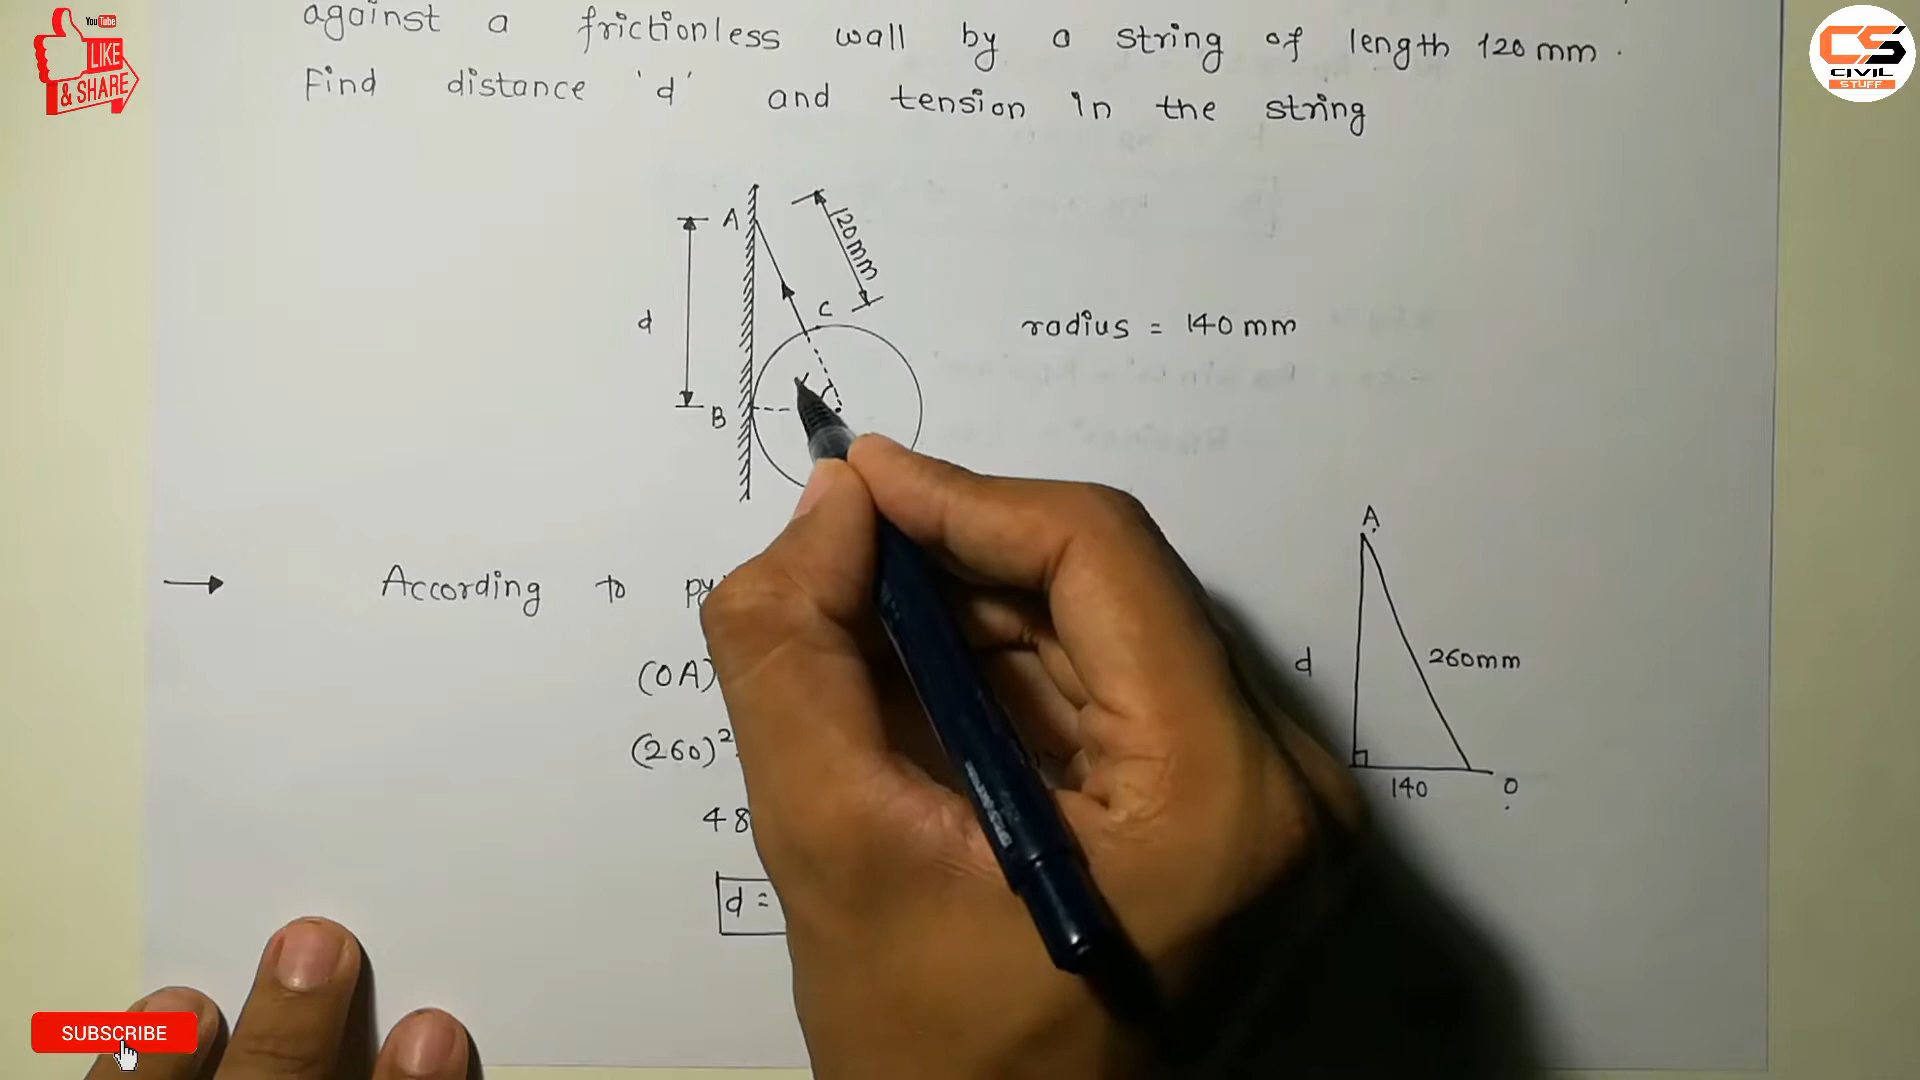 against a frictionless wall by a string of length 120 mm.
Find distance 'd' and tension in the string
A
120mm
C
d
radius = 140 mm
B
A
According to
(OA)
260mm
d
(260)²
140
O
48
d =
YouTube
LIKE
& SHARE
CS
CIVIL
STUFF
SUBSCRIBE